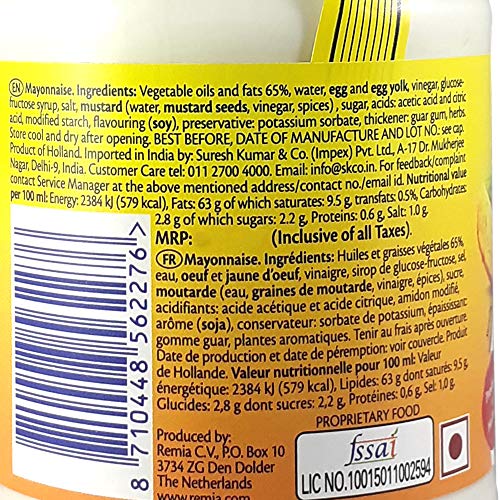 EN Mayonnaise. Ingredients: Vegetable oils and fats 65%, water, egg and egg yolk, vinegar, glucose-
fructose syrup, salt, mustard (water, mustard seeds, vinegar, spices) , sugar, acids: acetic acid and citric
acid, modified starch, flavouring (soy), preservative: potassium sorbate, thickener: guar gum, herbs.
Store cool and dry after opening. BEST BEFORE, DATE OF MANUFACTURE AND LOT NO: see cap.
Product of Holland. Imported in India by: Suresh Kumar & Co. (Impex) Pvt. Ltd., A-17 Dr. Mukherjee
Nagar, Delhi-9, India. Customer Care tel: 011 2700 4000. Email: info@skco.in. For feedback/complaint
contact Service Manager at the above mentioned address/contact no./email id. Nutritional value
per 100 ml: Energy: 2384 kJ (579 kcal), Fats: 63 g of which saturates: 9.5 g, transfats: 0.5%, Carbohydrates:
2.8 g of which sugars: 2.2 g, Proteins: 0.6 g, Salt: 1.0 g.
MRP: (Inclusive of all Taxes).
FR Mayonnaise. Ingrédients: Huiles et graisses végétales 65%
eau, oeuf et jaune d'oeuf, vinaigre, sirop de glucose-fructose, sel,
moutarde (eau, graines de moutarde, vinaigre, épices), sucre,
acidifiants: acide acétique et acide citrique, amidon modifié,
arôme (soja), conservateur: sorbate de potassium, épaississant:
gomme guar, herbes, plantes aromatiques. Tenir au frais après ouverture.
Date de production et date de péremption: voir couvercle. Produit
de Hollande. Valeur nutritionnelle pour 100 ml: Valeur
énergétique: 2384 kJ (579 kcal), Lipides: 63 g dont saturés: 9,5 g,
Glucides: 2,8 g dont sucres: 2,2 g, Protéines: 0,6 g, Sel: 1,0 g.
PROPRIETARY FOOD
Produced by:
Remia C.V., P.O. Box 10
3734 ZG Den Dolder
The Netherlands
www.remia.com
fssai
LIC NO.10015011002594
8 710448 562276 >